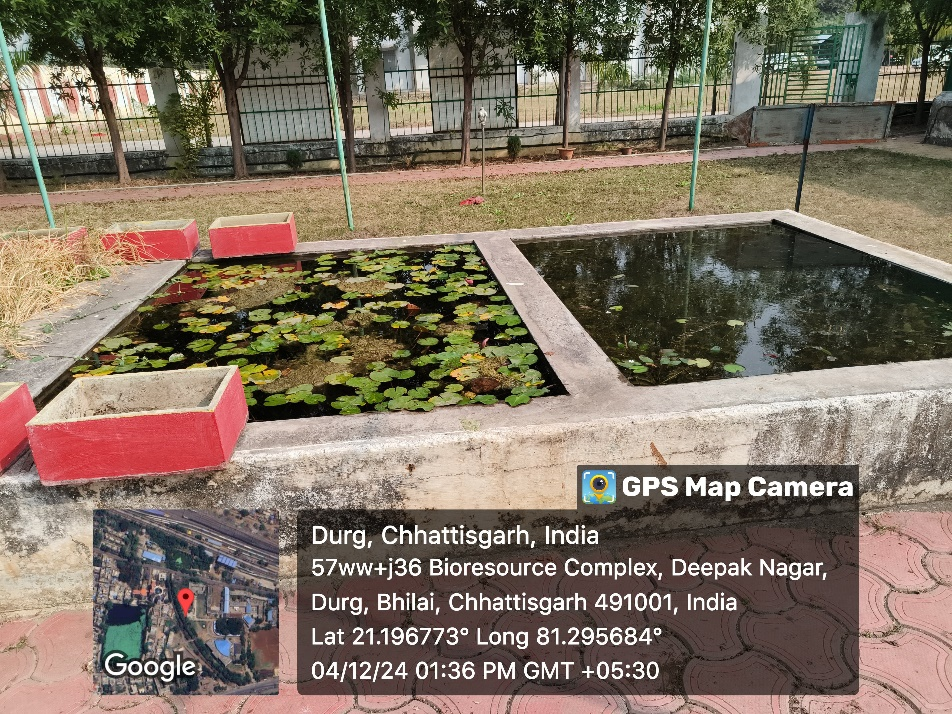 GPS Map Camera
Durg, Chhattisgarh, India
57ww+j36 Bioresource Complex, Deepak Nagar,
Durg, Bhilai, Chhattisgarh 491001, India
Lat 21.196773° Long 81.295684°
04/12/24 01:36 PM GMT +05:30
Google